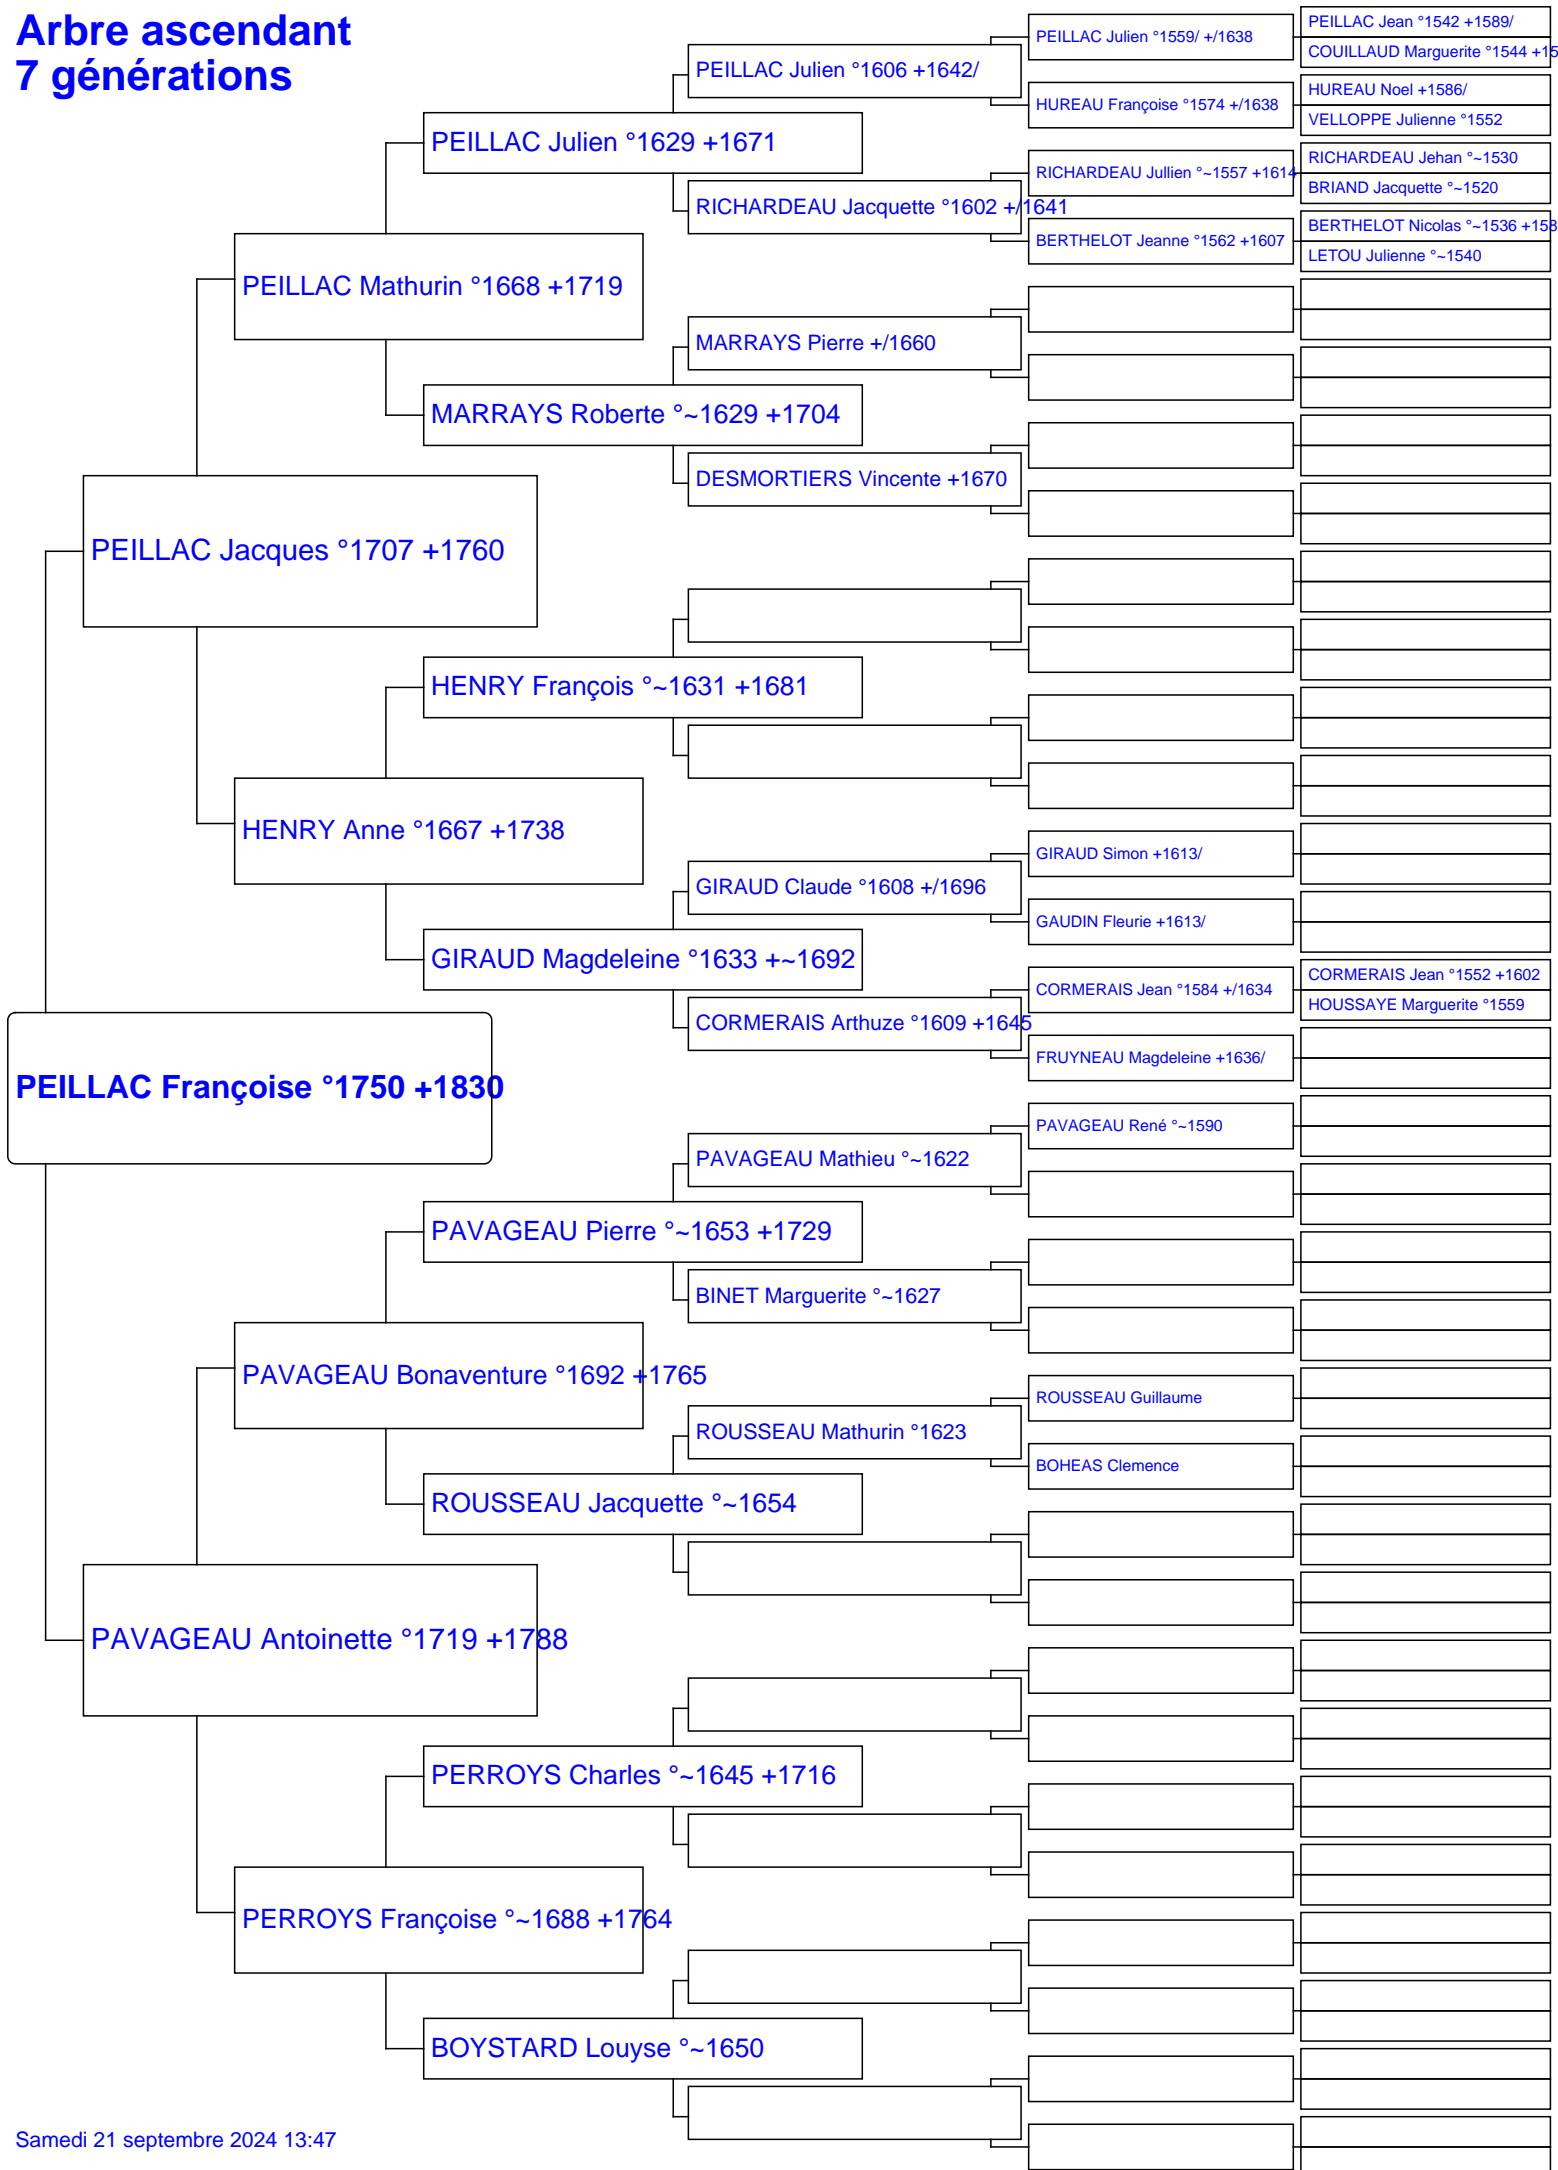 Arbre ascendant
7 générations
PEILLAC Jean °1542 +1589/
PEILLAC Julien °1559/ +/1638
COUILLAUD Marguerite °1544 +15
PEILLAC Julien °1606 +1642/
HUREAU Noel +1586/
HUREAU Françoise °1574 +/1638
VELLOPPE Julienne °1552
PEILLAC Julien °1629 +1671
RICHARDEAU Jehan °~1530
RICHARDEAU Jullien °~1557 +1614
BRIAND Jacquette °~1520
RICHARDEAU Jacquette °1602 +/1641
BERTHELOT Nicolas °~1536 +158
BERTHELOT Jeanne °1562 +1607
LETOU Julienne °~1540
PEILLAC Mathurin °1668 +1719
MARRAYS Pierre +/1660
MARRAYS Roberte °~1629 +1704
DESMORTIERS Vincente +1670
PEILLAC Jacques °1707 +1760
HENRY François °~1631 +1681
HENRY Anne °1667 +1738
GIRAUD Simon +1613/
GIRAUD Claude °1608 +/1696
GAUDIN Fleurie +1613/
GIRAUD Magdeleine °1633 +~1692
CORMERAIS Jean °1552 +1602
CORMERAIS Jean °1584 +/1634
HOUSSAYE Marguerite °1559
CORMERAIS Arthuze °1609 +1645
FRUYNEAU Magdeleine +1636/
PEILLAC Françoise °1750 +1830
PAVAGEAU René °~1590
PAVAGEAU Mathieu °~1622
PAVAGEAU Pierre °~1653 +1729
BINET Marguerite °~1627
PAVAGEAU Bonaventure °1692 +1765
ROUSSEAU Guillaume
ROUSSEAU Mathurin °1623
BOHEAS Clemence
ROUSSEAU Jacquette °~1654
PAVAGEAU Antoinette °1719 +1788
PERROYS Charles °~1645 +1716
PERROYS Françoise °~1688 +1764
BOYSTARD Louyse °~1650
Samedi 21 septembre 2024 13:47